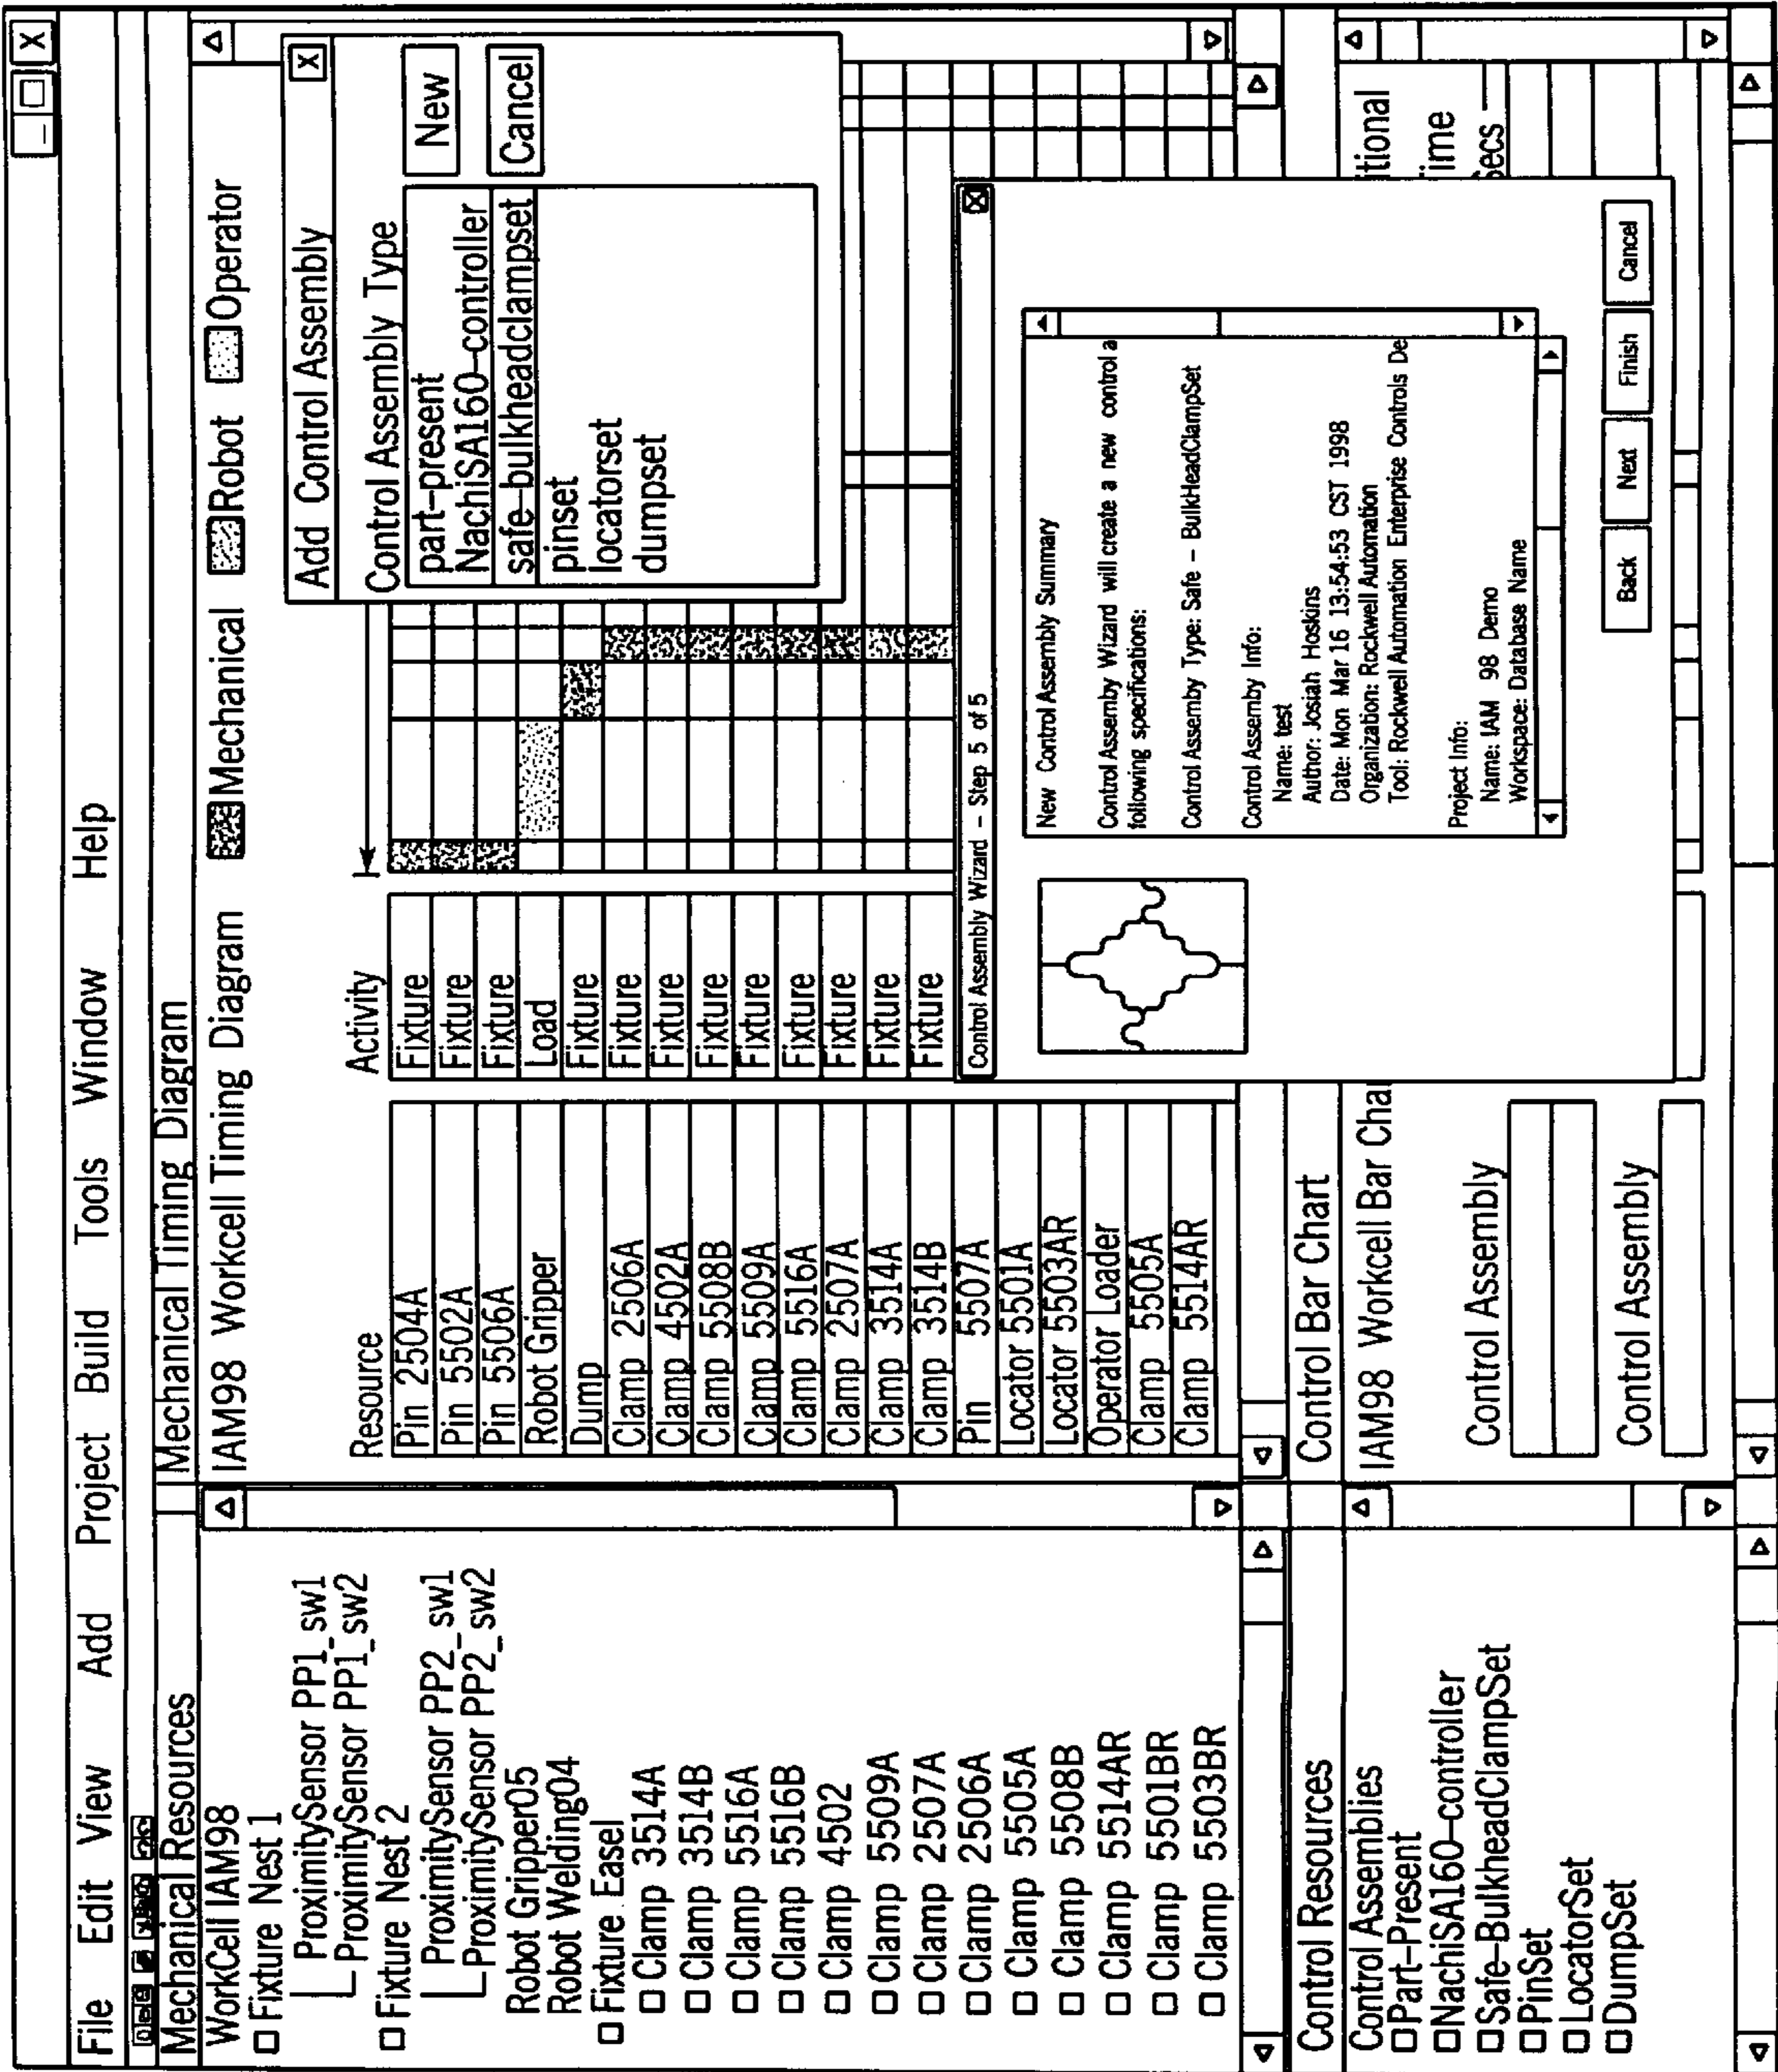 File Edit View Add Project Build Tools Window Help
Mechanical Resources
WorkCell IAM98
Fixture Nest 1
ProximitySensor PP1_sw1
ProximitySensor PP1_sw2
Fixture Nest 2
ProximitySensor PP2_sw1
ProximitySensor PP2_sw2
Robot Gripper05
Robot Welding04
Fixture Easel
Clamp 3514A
Clamp 3514B
Clamp 5516A
Clamp 5516B
Clamp 4502
Clamp 5509A
Clamp 2507A
Clamp 2506A
Clamp 5505A
Clamp 5508B
Clamp 5514AR
Clamp 5501BR
Clamp 5503BR
Mechanical Timing Diagram
IAM98 Workcell Timing Diagram Mechanical Robot Operator
Resource Activity
Pin 2504A Fixture
Pin 5502A Fixture
Pin 5506A Fixture
Robot Gripper Load
Dump Fixture
Clamp 2506A Fixture
Clamp 4502A Fixture
Clamp 5508B Fixture
Clamp 5509A Fixture
Clamp 5516A Fixture
Clamp 2507A Fixture
Clamp 3514A Fixture
Clamp 3514B Fixture
Pin 5507A
Locator 5501A
Locator 5503AR
Operator Loader
Clamp 5505A
Clamp 5514AR
Add Control Assembly X
Control Assembly Type
part-present
NachiSA160-controller
safe-bulkheadclampset
pinset
locatorset
dumpset
New
Cancel
Control Assembly Wizard - Step 5 of 5
New Control Assembly Summary
Control Assemby Wizard will create a new control a
following specifications:
Control Assemby Type: Safe - BulkHeadClampSet
Control Assemby Info:
Name: test
Author: Josiah Hoskins
Date: Mon Mar 16 13:54:53 CST 1998
Organization: Rockwell Automation
Tool: Rockwell Automation Enterprise Controls De
Project Info:
Name: IAM 98 Demo
Workspace: Database Name
Back Next Finish Cancel
Control Resources
Control Assemblies
Part-Present
NachiSA160-controller
Safe-BulkheadClampSet
PinSet
LocatorSet
DumpSet
Control Bar Chart
IAM98 Workcell Bar Char
Control Assembly
Control Assembly
itional
Time
Secs